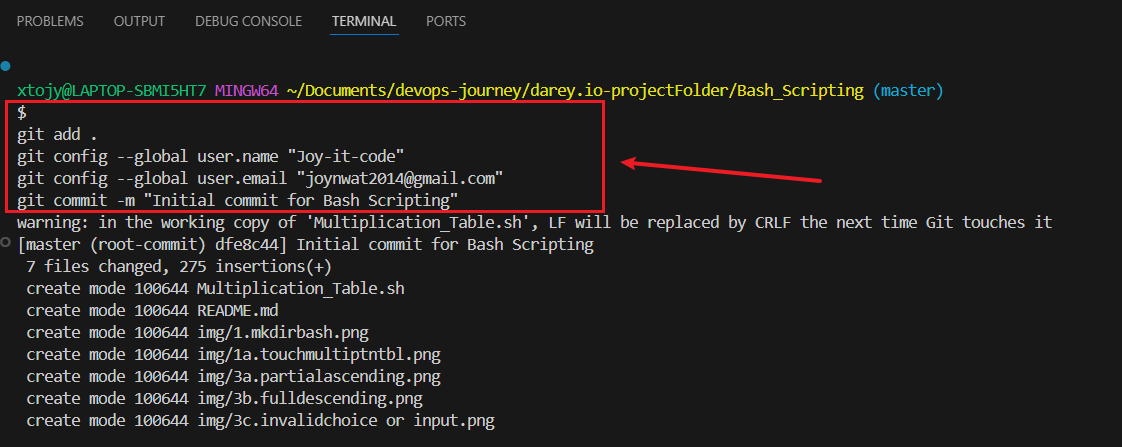 PROBLEMS OUTPUT DEBUG CONSOLE TERMINAL PORTS
xtojy@LAPTOP-SBMI5HT7 MINGW64 ~/Documents/devops-journey/darey.io-projectFolder/Bash_Scripting (master)
$
git add .
git config --global user.name "Joy-it-code"
git config --global user.email "joynwat2014@gmail.com"
git commit -m "Initial commit for Bash Scripting"
warning: in the working copy of 'Multiplication_Table.sh', LF will be replaced by CRLF the next time Git touches it
[master (root-commit) dfe8c44] Initial commit for Bash Scripting
 7 files changed, 275 insertions(+)
 create mode 100644 Multiplication_Table.sh
 create mode 100644 README.md
 create mode 100644 img/1.mkdirbash.png
 create mode 100644 img/1a.touchmultiptntbl.png
 create mode 100644 img/3a.partialascending.png
 create mode 100644 img/3b.fulldescending.png
 create mode 100644 img/3c.invalidchoice or input.png